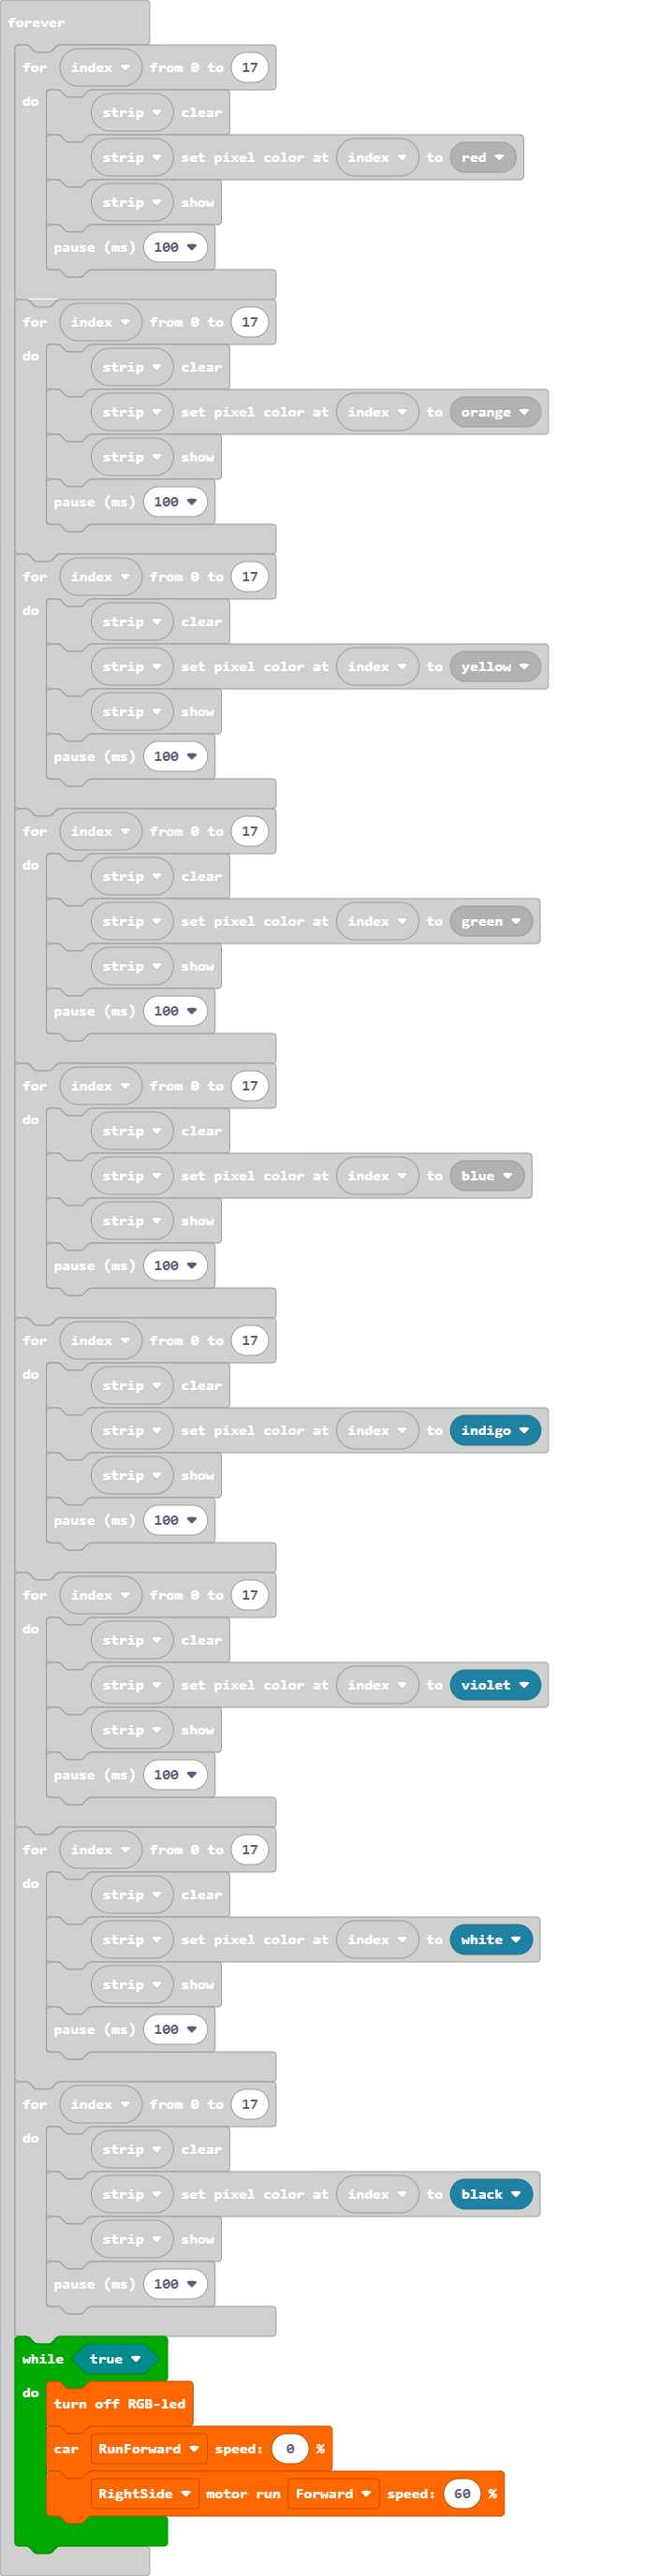 forever
for index from 0 to 17
do
strip clear
strip set pixel color at index to red
strip show
pause (ms) 100
for index from 0 to 17
do
strip clear
strip set pixel color at index to orange
strip show
pause (ms) 100
for index from 0 to 17
do
strip clear
strip set pixel color at index to yellow
strip show
pause (ms) 100
for index from 0 to 17
do
strip clear
strip set pixel color at index to green
strip show
pause (ms) 100
for index from 0 to 17
do
strip clear
strip set pixel color at index to blue
strip show
pause (ms) 100
for index from 0 to 17
do
strip clear
strip set pixel color at index to indigo
strip show
pause (ms) 100
for index from 0 to 17
do
strip clear
strip set pixel color at index to violet
strip show
pause (ms) 100
for index from 0 to 17
do
strip clear
strip set pixel color at index to white
strip show
pause (ms) 100
for index from 0 to 17
do
strip clear
strip set pixel color at index to black
strip show
pause (ms) 100
while true
do
turn off RGB-led
car RunForward speed: 0 %
RightSide motor run Forward speed: 60 %